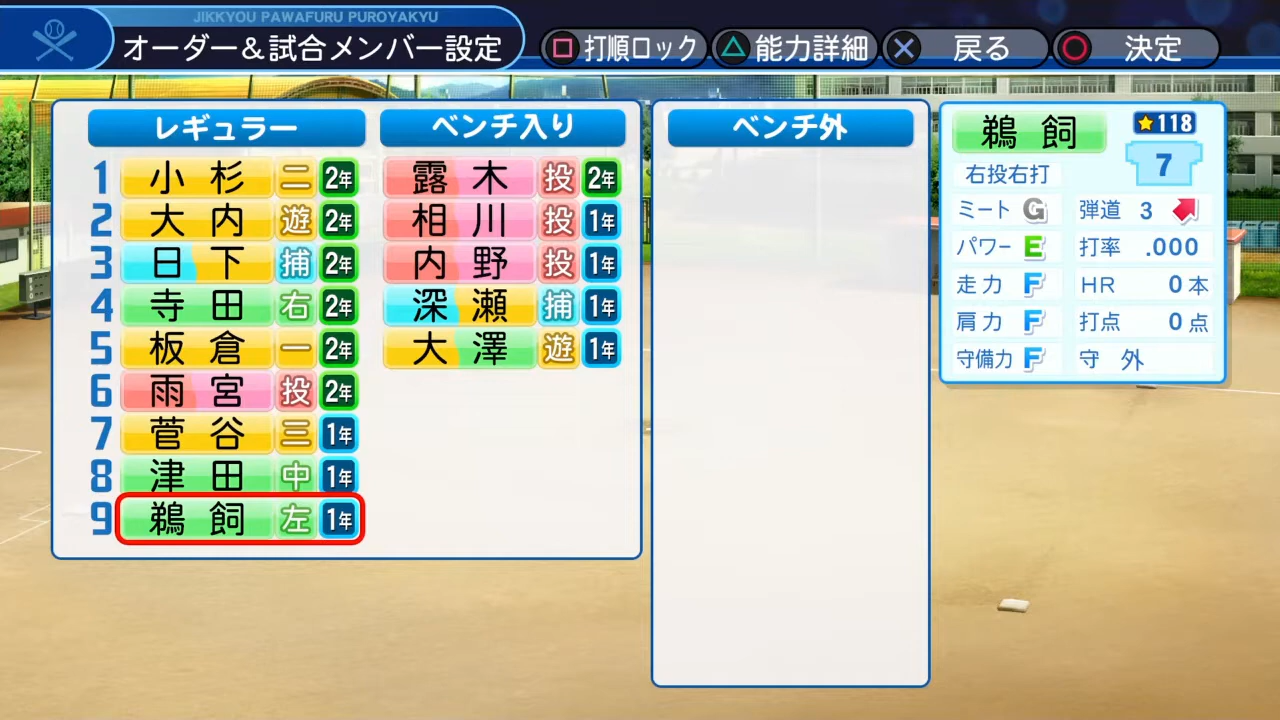 JIKKYOU PAWAFURU PUROYAKYU
オーダー＆試合メンバー設定
打順ロック
能力詳細
戻る
決定
レギュラー
1 小杉 二 2年
2 大内 遊 2年
3 日下 捕 2年
4 寺田 右 2年
5 板倉 一 2年
6 雨宮 投 2年
7 菅谷 三 1年
8 津田 中 1年
9 鵜飼 左 1年
ベンチ入り
露木 投 2年
相川 投 1年
内野 投 1年
深瀬 捕 1年
大澤 遊 1年
ベンチ外
鵜飼 ★118
右投右打 7
ミート G 弾道 3
パワー E 打率 .000
走力 F HR 0本
肩力 F 打点 0点
守備力 F 守 外